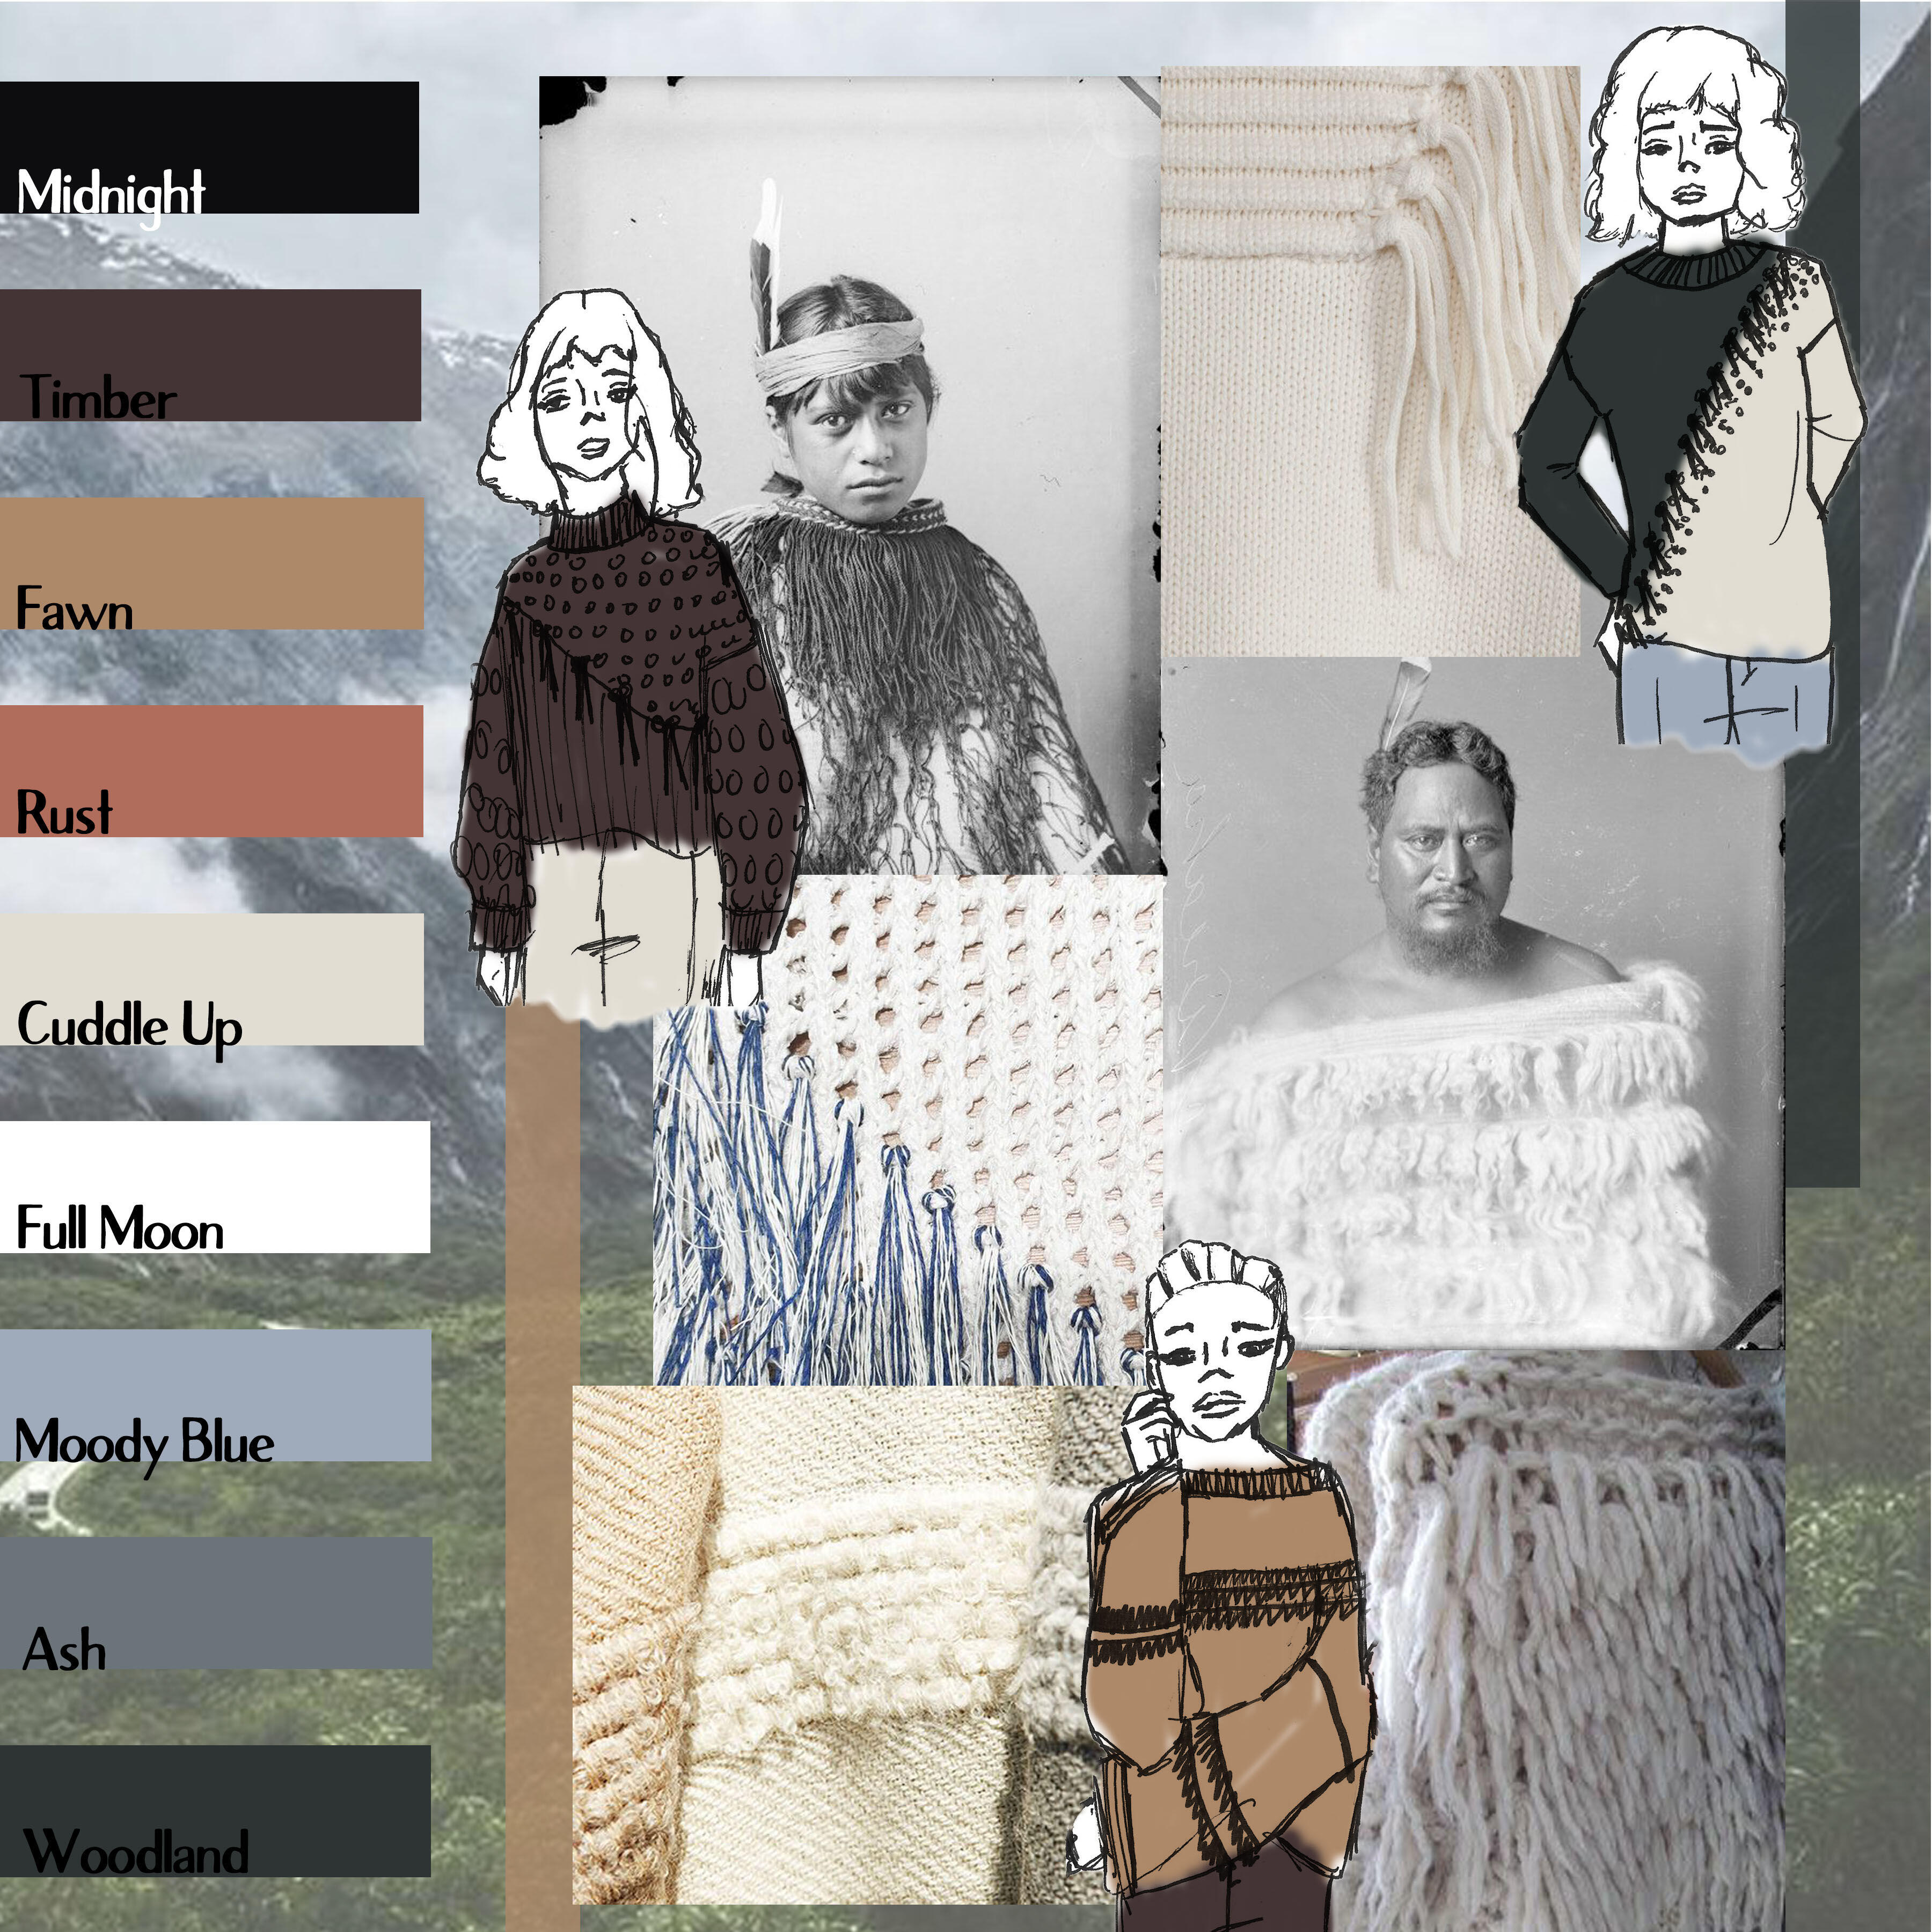 Midnight
Timber
Fawn
Rust
Cuddle Up
Full Moon
Moody Blue
Ash
Woodland